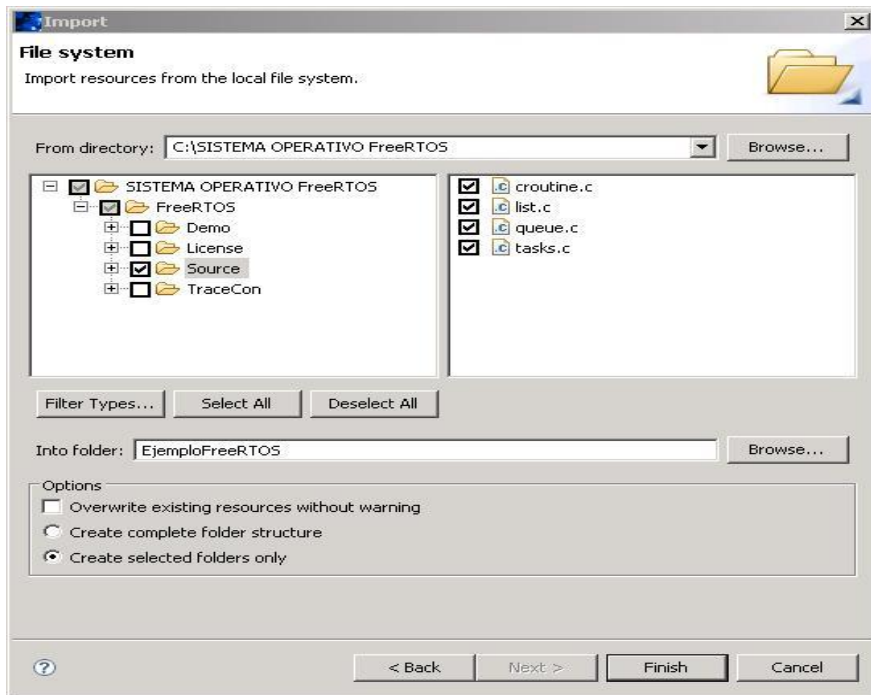 Import
File system
Import resources from the local file system.
From directory: C:\SISTEMA OPERATIVO FreeRTOS Browse...
SISTEMA OPERATIVO FreeRTOS
FreeRTOS
Demo
License
Source
TraceCon
croutine.c
list.c
queue.c
tasks.c
Filter Types... Select All Deselect All
Into folder: EjemploFreeRTOS Browse...
Options
Overwrite existing resources without warning
Create complete folder structure
Create selected folders only
? < Back Next > Finish Cancel